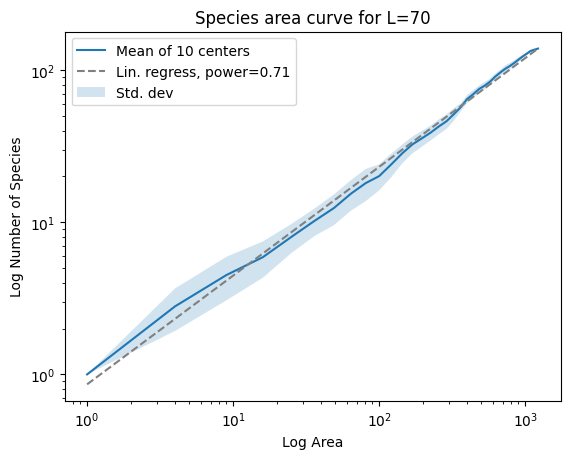 Species area curve for L=70
Mean of 10 centers
Lin. regress, power=0.71
Std. dev
Log Number of Species
10²
10¹
10⁰
10⁰
10¹
10²
10³
Log Area